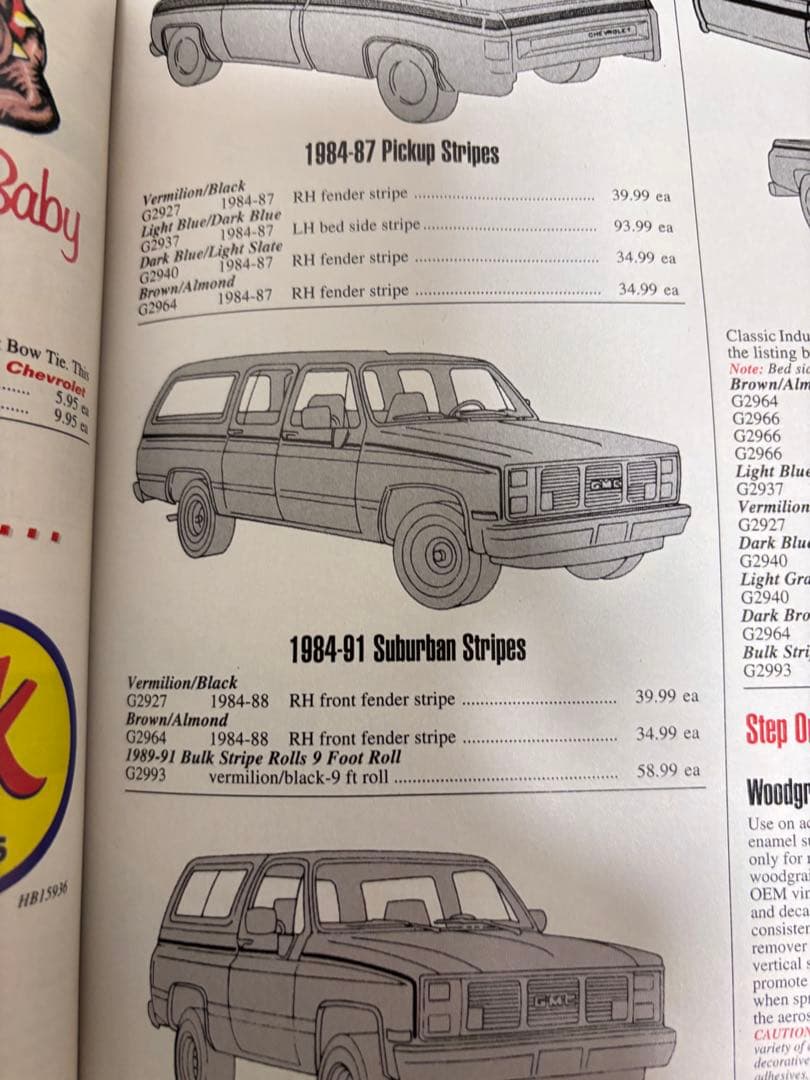 Baby
Bow Tie. This
Chevrolet
5.95 ea
9.95 ea
HB15936
CHEVROLET
1984-87 Pickup Stripes
Vermilion/Black
G2927 1984-87 RH fender stripe 39.99 ea
Light Blue/Dark Blue
G2937 1984-87 LH bed side stripe 93.99 ea
Dark Blue/Light Slate
G2940 1984-87 RH fender stripe 34.99 ea
Brown/Almond
G2964 1984-87 RH fender stripe 34.99 ea
GMC
1984-91 Suburban Stripes
Vermilion/Black
G2927 1984-88 RH front fender stripe 39.99 ea
Brown/Almond
G2964 1984-88 RH front fender stripe 34.99 ea
1989-91 Bulk Stripe Rolls 9 Foot Roll
G2993 vermilion/black-9 ft roll 58.99 ea
GMC
Classic Indu
the listing b
Note: Bed sid
Brown/Alm
G2964
G2966
G2966
G2966
Light Blue
G2937
Vermilion
G2927
Dark Blu
G2940
Light Gra
G2940
Dark Bro
G2964
Bulk Stri
G2993
Step O
Woodgr
Use on ac
enamel su
only for
woodgrai
OEM vin
and deca
consisten
remover
vertical s
promote
when spr
the aeros
CAUTION
variety of
decorative
adhesives